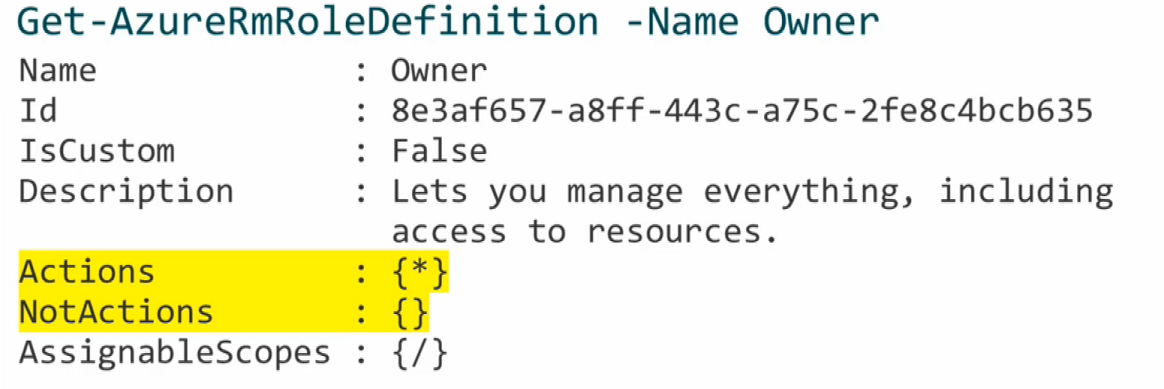 Get-AzureRmRoleDefinition -Name Owner
Name             : Owner
Id               : 8e3af657-a8ff-443c-a75c-2fe8c4bcb635
IsCustom         : False
Description      : Lets you manage everything, including
                   access to resources.
Actions          : {*}
NotActions       : {}
AssignableScopes : {/}